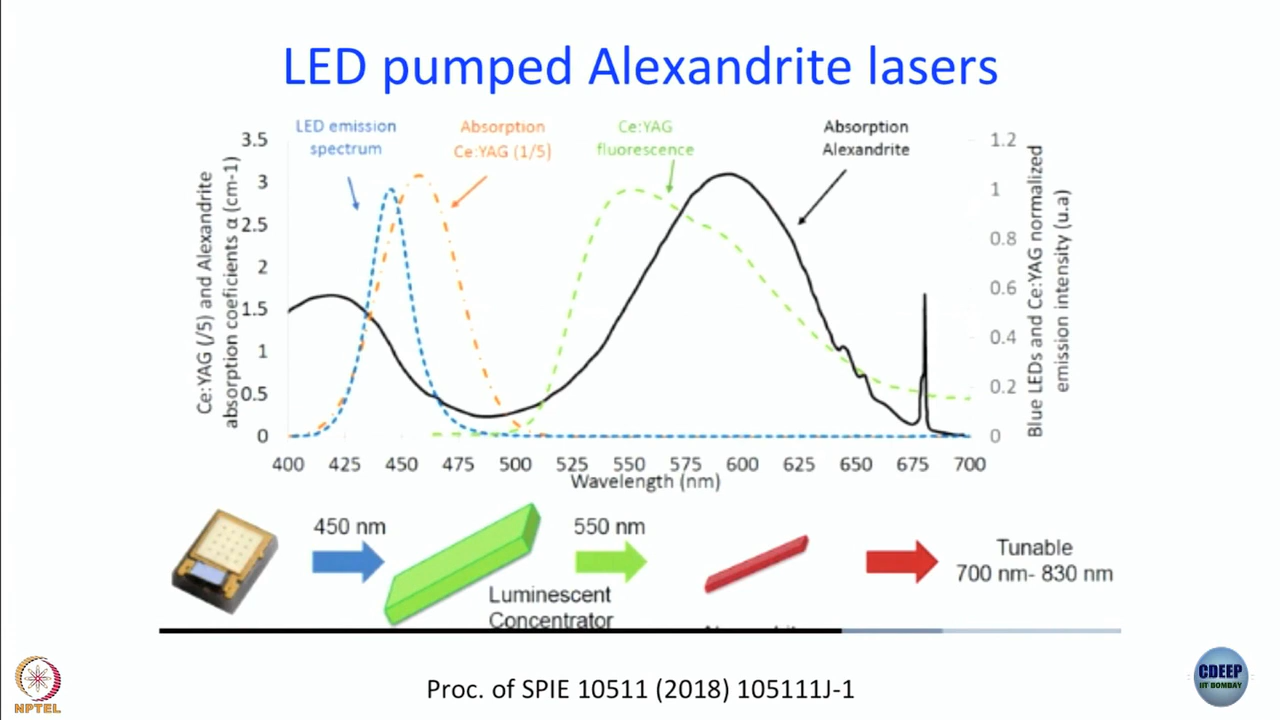 LED pumped Alexandrite lasers
LED emission
spectrum
Absorption
Ce:YAG (1/5)
Ce:YAG
fluorescence
Absorption
Alexandrite
Ce:YAG (/5) and Alexandrite
absorption coeficients α (cm-1)
3.5
3
2.5
2
1.5
1
0.5
0
1.2
1
0.8
0.6
0.4
0.2
0
Blue LEDs and Ce:YAG normalized
emission intensity (u.a)
400 425 450 475 500 525 550 575 600 625 650 675 700
Wavelength (nm)
450 nm
550 nm
Luminescent
Concentrator
Tunable
700 nm- 830 nm
Proc. of SPIE 10511 (2018) 105111J-1
NPTEL
CDEEP
IIT BOMBAY